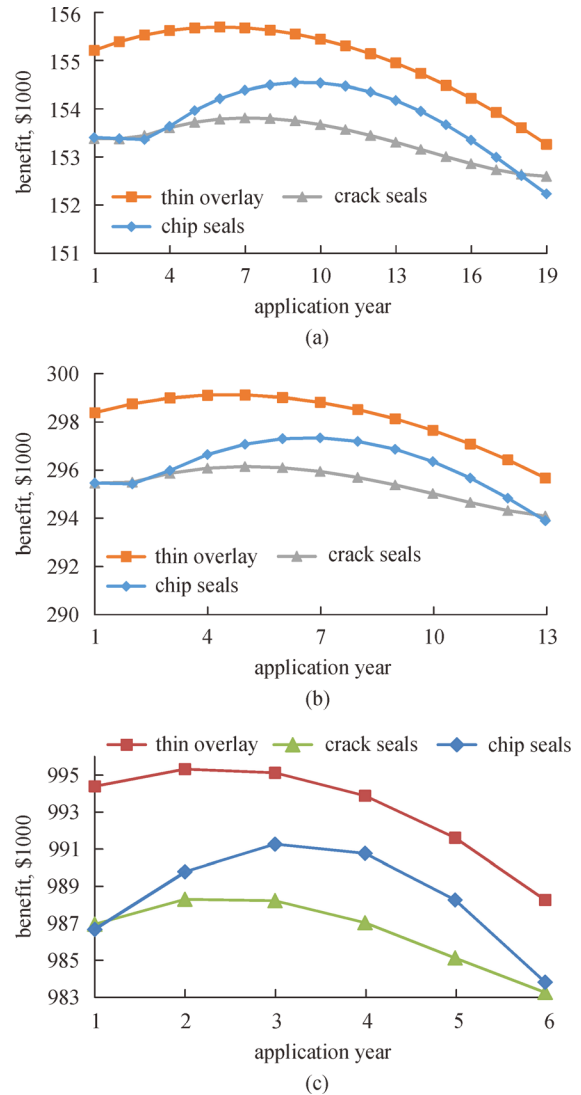 156
155
154
153
152
151
benefit, $1000
thin overlay crack seals
chip seals
1 4 7 10 13 16 19
application year
(a)
300
298
296
294
292
290
benefit, $1000
thin overlay crack seals
chip seals
1 4 7 10 13
application year
(b)
thin overlay crack seals chip seals
995
993
991
989
987
985
983
benefit, $1000
1 2 3 4 5 6
application year
(c)